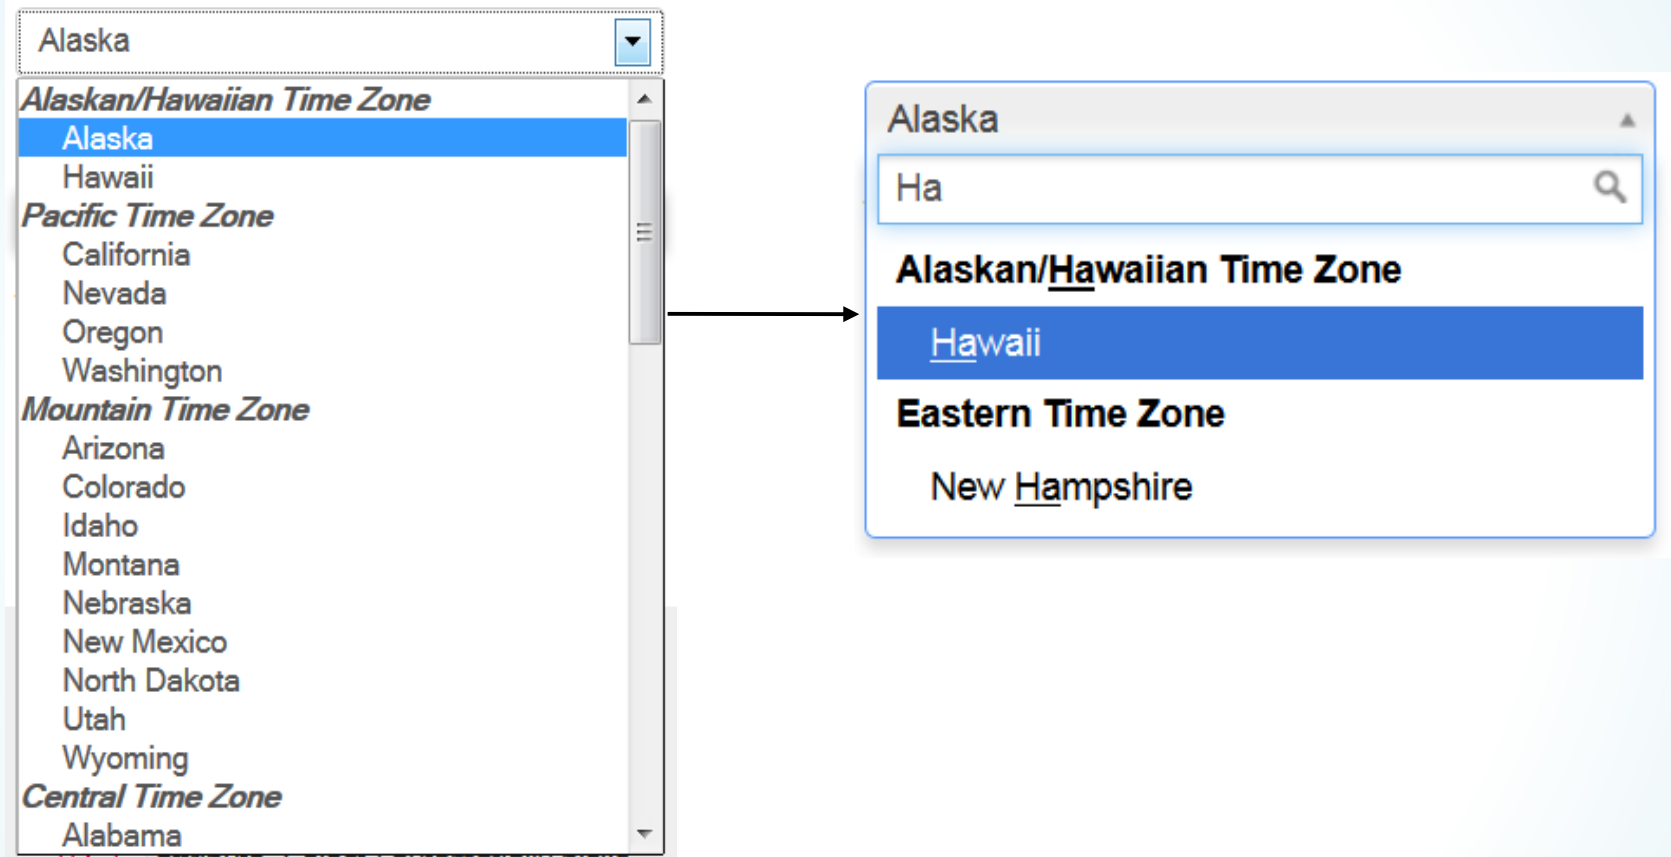 Alaska
Alaskan/Hawaiian Time Zone
Alaska
Hawaii
Pacific Time Zone
California
Nevada
Oregon
Washington
Mountain Time Zone
Arizona
Colorado
Idaho
Montana
Nebraska
New Mexico
North Dakota
Utah
Wyoming
Central Time Zone
Alabama
Alaska
Ha
Alaskan/Hawaiian Time Zone
Hawaii
Eastern Time Zone
New Hampshire